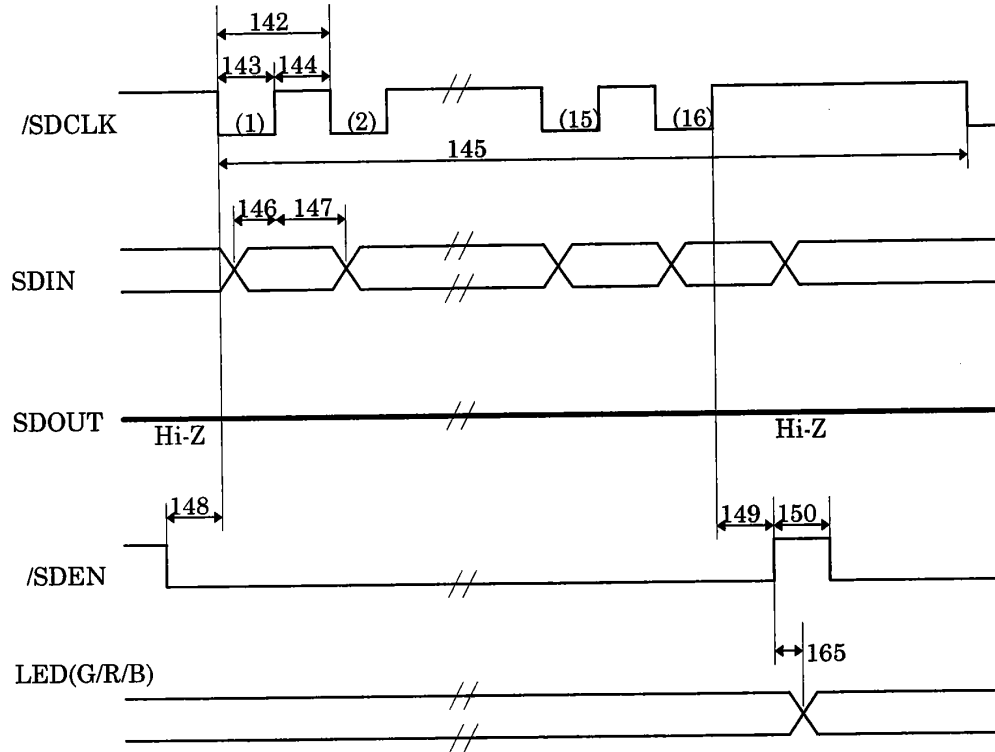 142
143 144
/SDCLK (1) (2) (15) (16)
145
146 147
SDIN
SDOUT
Hi-Z Hi-Z
148 149 150
/SDEN
165
LED(G/R/B)